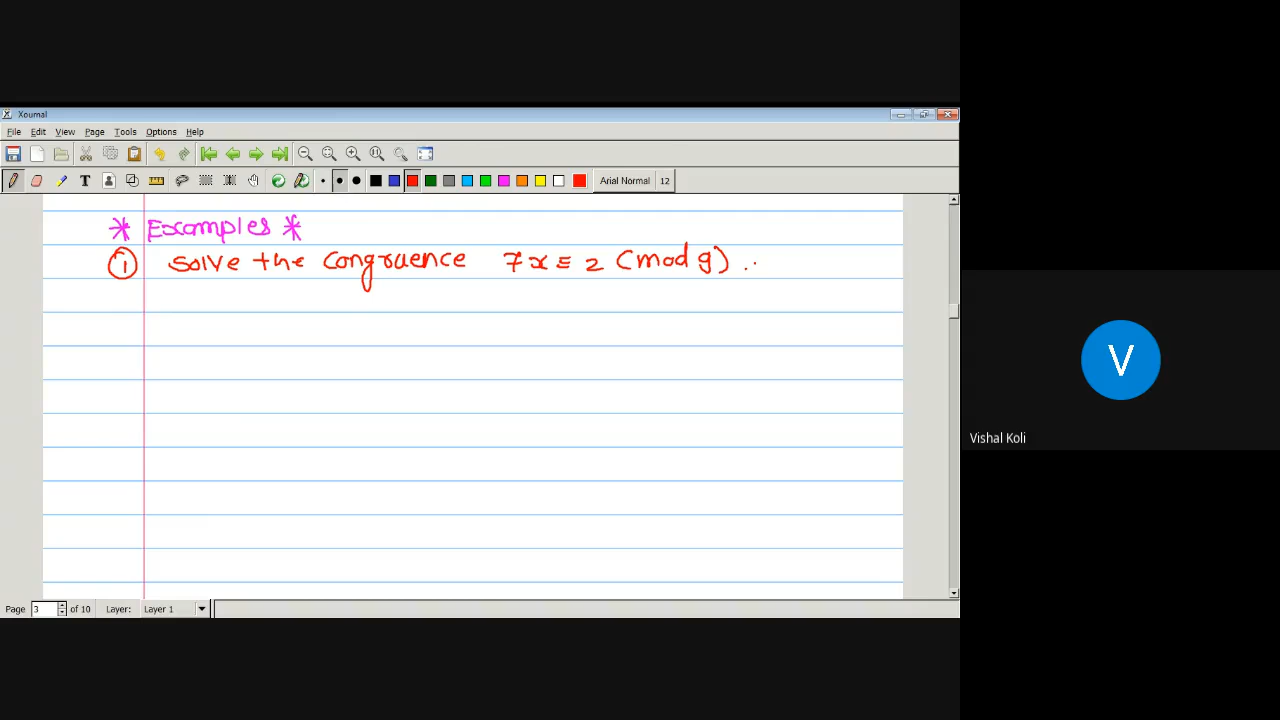 Xournal
File Edit View Page Tools Options Help
Arial Normal 12
* Examples *
① Solve the congruence 7x ≡ 2 (mod 9) ..
V
Vishal Koli
Page 3 of 10 Layer: Layer 1